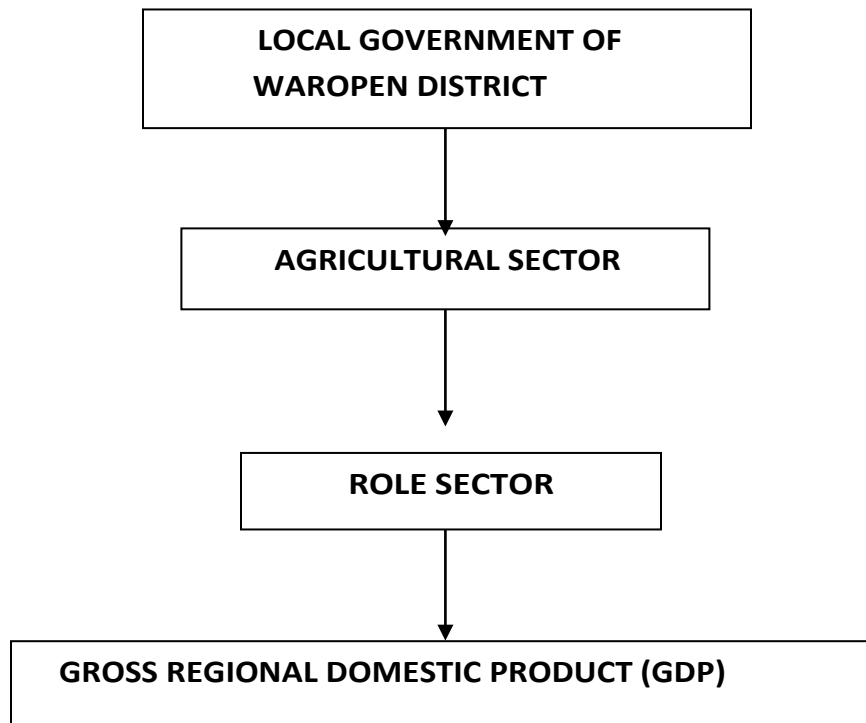 LOCAL GOVERNMENT OF
WAROPEN DISTRICT
AGRICULTURAL SECTOR
ROLE SECTOR
GROSS REGIONAL DOMESTIC PRODUCT (GDP)